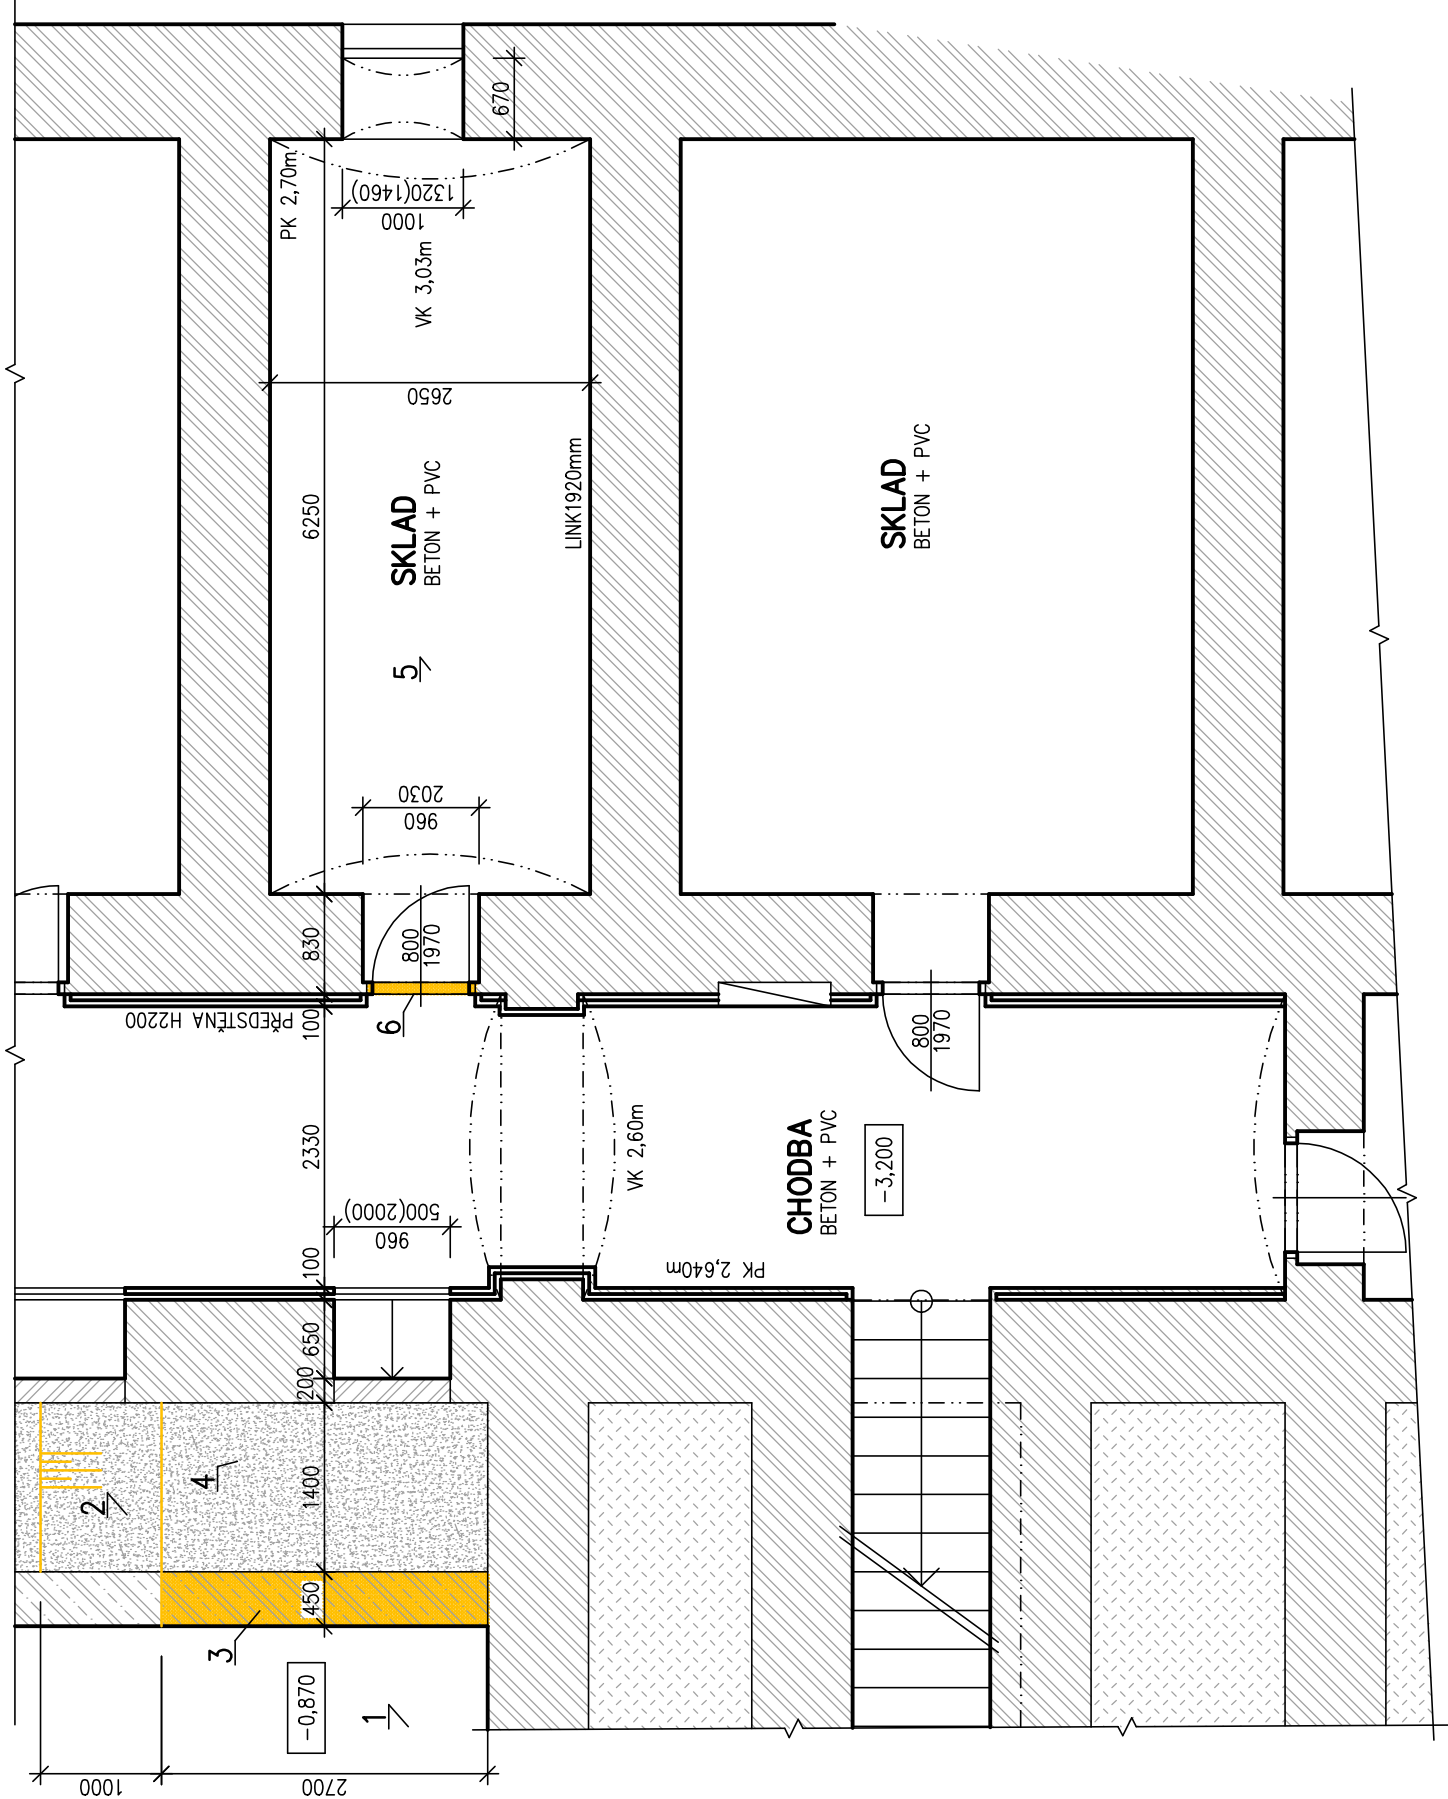 670
PK 2,70m
1320(1460)
1000
VK 3,03m
2650
6250
SKLAD
BETON + PVC
LINK1920mm
SKLAD
BETON + PVC
5
2030
960
830
800
1970
100
PŘEDSTĚNA H2200
6
800
1970
2330
VK 2,60m
CHODBA
BETON + PVC
-3,200
500(2000)
960
100
PK 2,640m
650
200
2
4
1400
450
3
-0,870
1
1000
2700